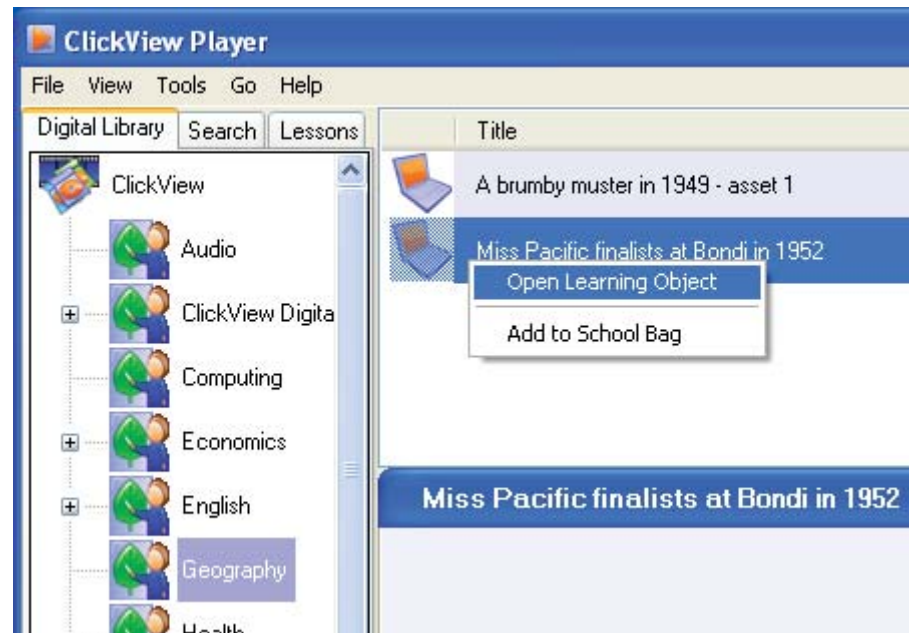 ClickView Player
File View Tools Go Help
Digital Library Search Lessons
Title
ClickView
A brumby muster in 1949 - asset 1
Audio
Miss Pacific finalists at Bondi in 1952
Open Learning Object
ClickView Digita
Add to School Bag
Computing
Economics
English
Miss Pacific finalists at Bondi in 1952
Geography
Health